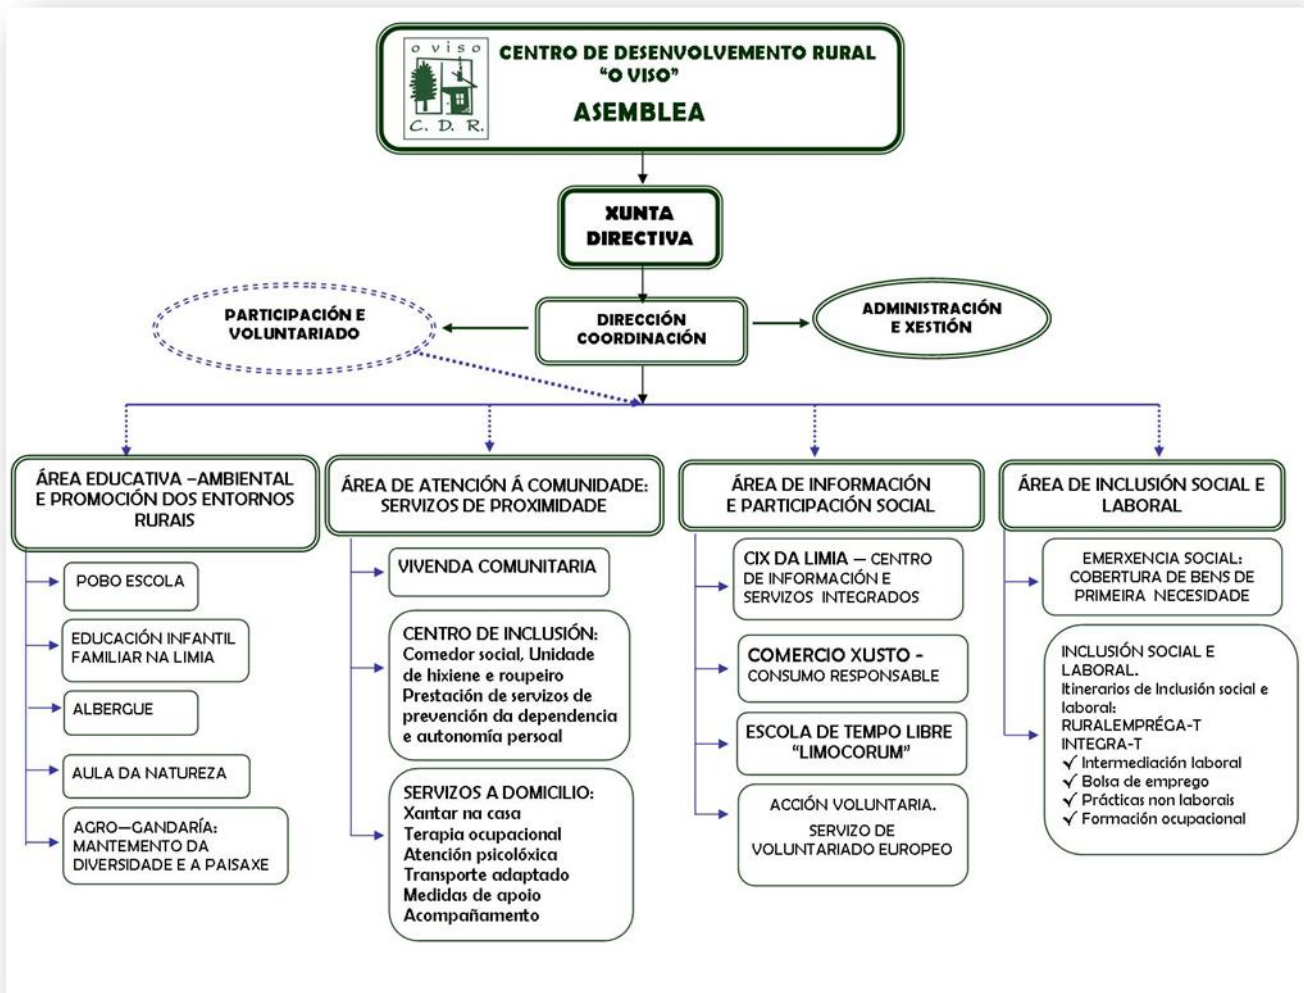 o viso
C. D. R.
CENTRO DE DESENVOLVEMENTO RURAL
“O VISO”
ASEMBLEA
XUNTA
DIRECTIVA
PARTICIPACIÓN E
VOLUNTARIADO
DIRECCIÓN
COORDINACIÓN
ADMINISTRACIÓN
E XESTIÓN
ÁREA EDUCATIVA –AMBIENTAL
E PROMOCIÓN DOS ENTORNOS
RURAIS
POBO ESCOLA
EDUCACIÓN INFANTIL
FAMILIAR NA LIMIA
ALBERGUE
AULA DA NATUREZA
AGRO–GANDARÍA:
MANTEMENTO DA
DIVERSIDADE E A PAISAXE
ÁREA DE ATENCIÓN Á COMUNIDADE:
SERVIZOS DE PROXIMIDADE
VIVENDA COMUNITARIA
CENTRO DE INCLUSIÓN:
Comedor social, Unidade
de hixiene e roupeiro
Prestación de servizos de
prevención da dependencia
e autonomía persoal
SERVIZOS A DOMICILIO:
Xantar na casa
Terapia ocupacional
Atención psicolóxica
Transporte adaptado
Medidas de apoio
Acompañamento
ÁREA DE INFORMACIÓN
E PARTICIPACIÓN SOCIAL
CIX DA LIMIA – CENTRO
DE INFORMACIÓN E
SERVIZOS INTEGRADOS
COMERCIO XUSTO -
CONSUMO RESPONSABLE
ESCOLA DE TEMPO LIBRE
“LIMOCORUM”
ACCIÓN VOLUNTARIA.
SERVIZO DE
VOLUNTARIADO EUROPEO
ÁREA DE INCLUSIÓN SOCIAL E
LABORAL
EMERXENCIA SOCIAL:
COBERTURA DE BENS DE
PRIMEIRA NECESIDADE
INCLUSIÓN SOCIAL E
LABORAL.
Itinerarios de Inclusión social e
laboral:
RURALEMPRÉGA-T
INTEGRA-T
✓ Intermediación laboral
✓ Bolsa de emprego
✓ Prácticas non laborais
✓ Formación ocupacional